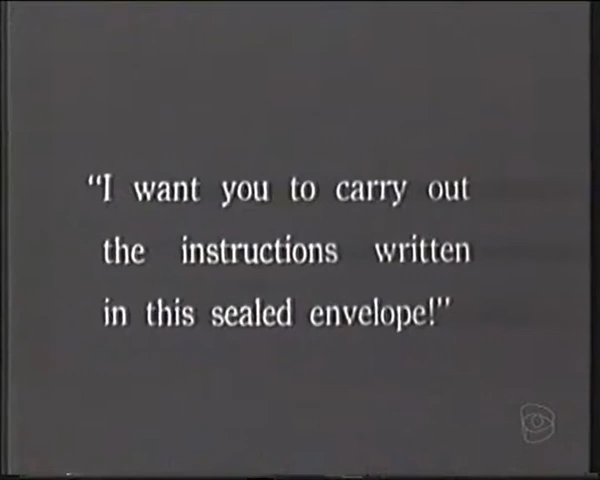 “I want you to carry out
the instructions written
in this sealed envelope!”